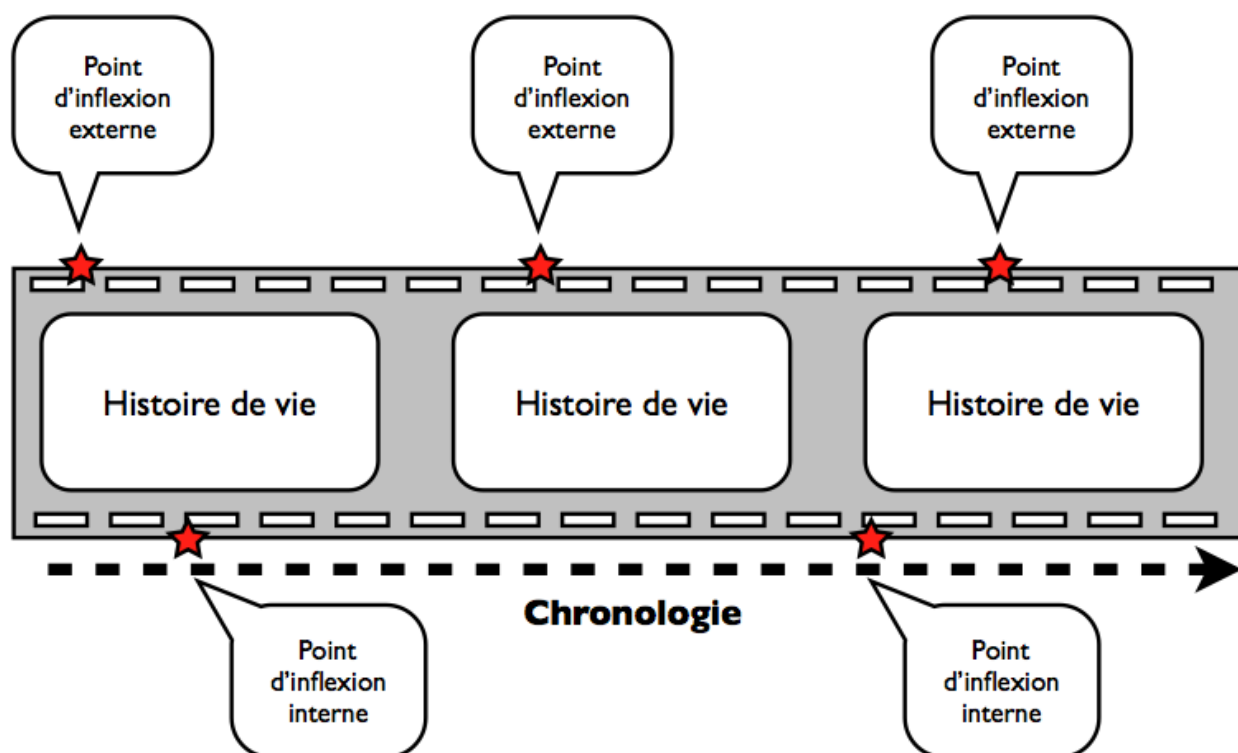 Point
d'inflexion
externe
Point
d'inflexion
externe
Point
d'inflexion
externe
Histoire de vie
Histoire de vie
Histoire de vie
Chronologie
Point
d'inflexion
interne
Point
d'inflexion
interne